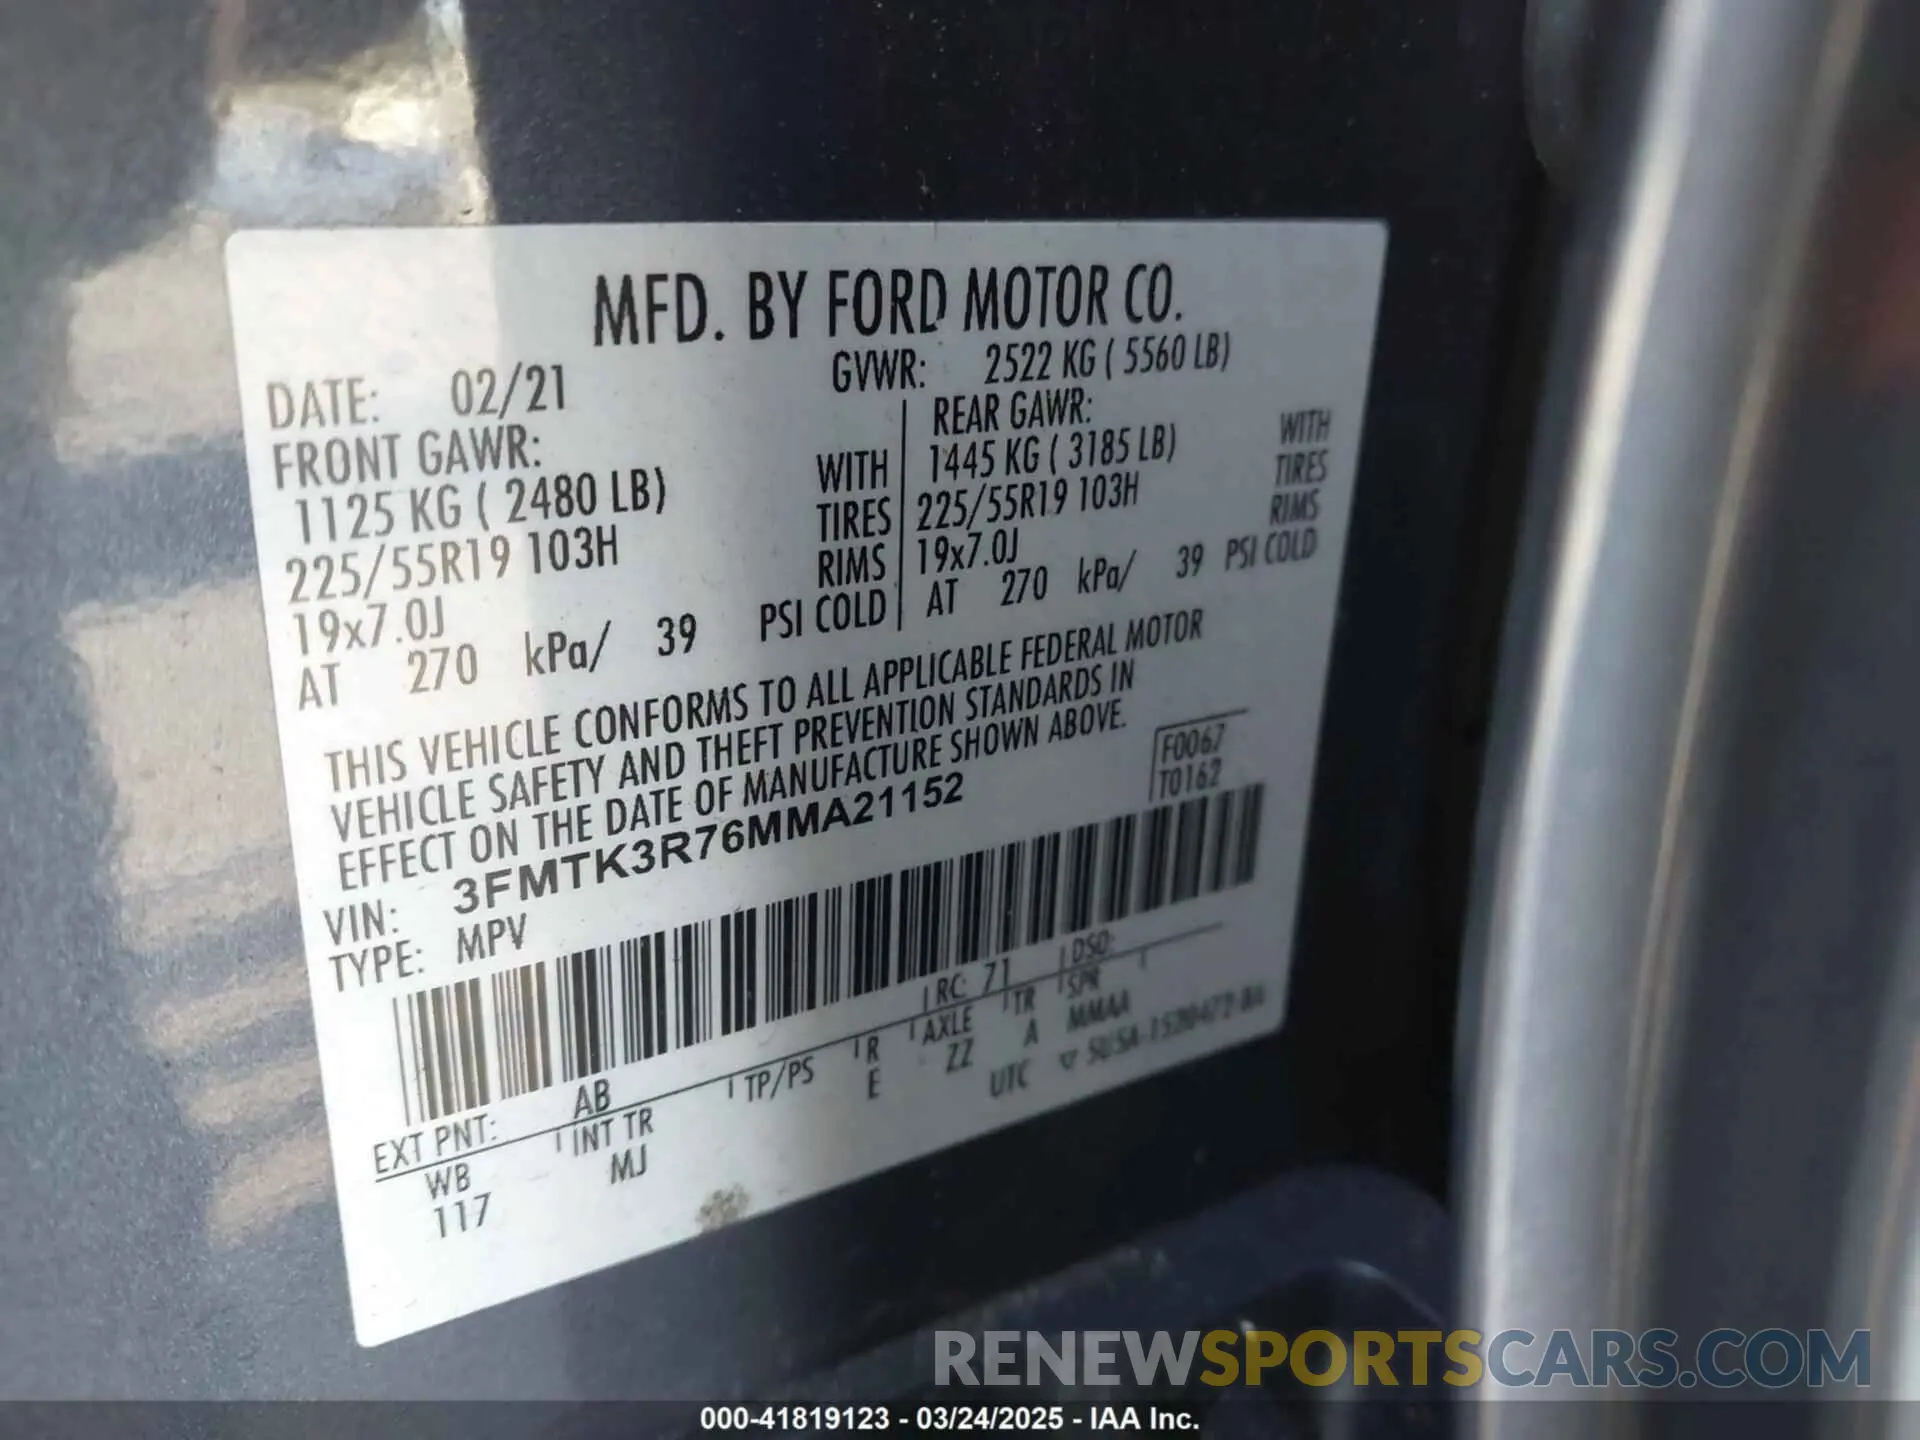 MFD. BY FORD MOTOR CO.
DATE: 02/21 GVWR: 2522 KG ( 5560 LB)
FRONT GAWR: REAR GAWR:
1125 KG ( 2480 LB) WITH 1445 KG ( 3185 LB) WITH
225/55R19 103H TIRES 225/55R19 103H TIRES
19x7.0J RIMS 19x7.0J RIMS
AT 270 kPa/ 39 PSI COLD AT 270 kPa/ 39 PSI COLD
THIS VEHICLE CONFORMS TO ALL APPLICABLE FEDERAL MOTOR
VEHICLE SAFETY AND THEFT PREVENTION STANDARDS IN
EFFECT ON THE DATE OF MANUFACTURE SHOWN ABOVE.
F0067
T0162
VIN: 3FMTK3R76MMA21152
TYPE: MPV
EXT PNT: AB RC: 71 DSO:
WB INT TR TP/PS R AXLE TR SPR
117 MJ E ZZ A MMAA
UTC
RENEWSPORTSCARS.COM
000-41819123 - 03/24/2025 - IAA Inc.